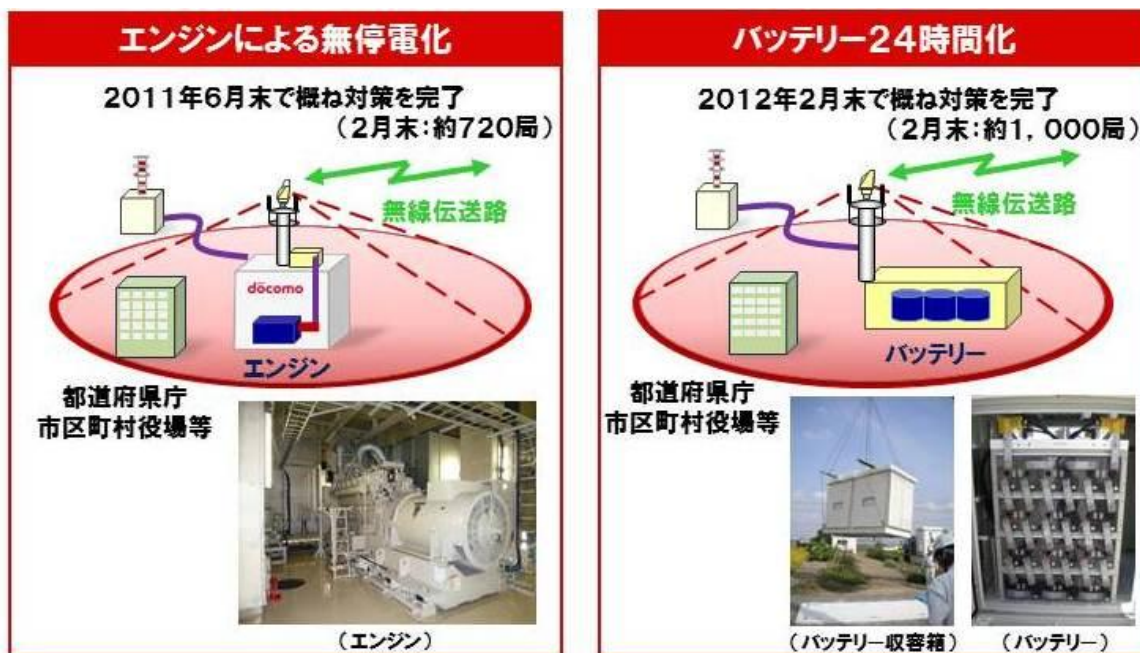 エンジンによる無停電化
2011年6月末で概ね対策を完了
(2月末:約720局)
無線伝送路
döcomo
エンジン
都道府県庁
市区町村役場等
(エンジン)
バッテリー24時間化
2012年2月末で概ね対策を完了
(2月末:約1,000局)
無線伝送路
バッテリー
都道府県庁
市区町村役場等
(バッテリー収容箱)
(バッテリー)